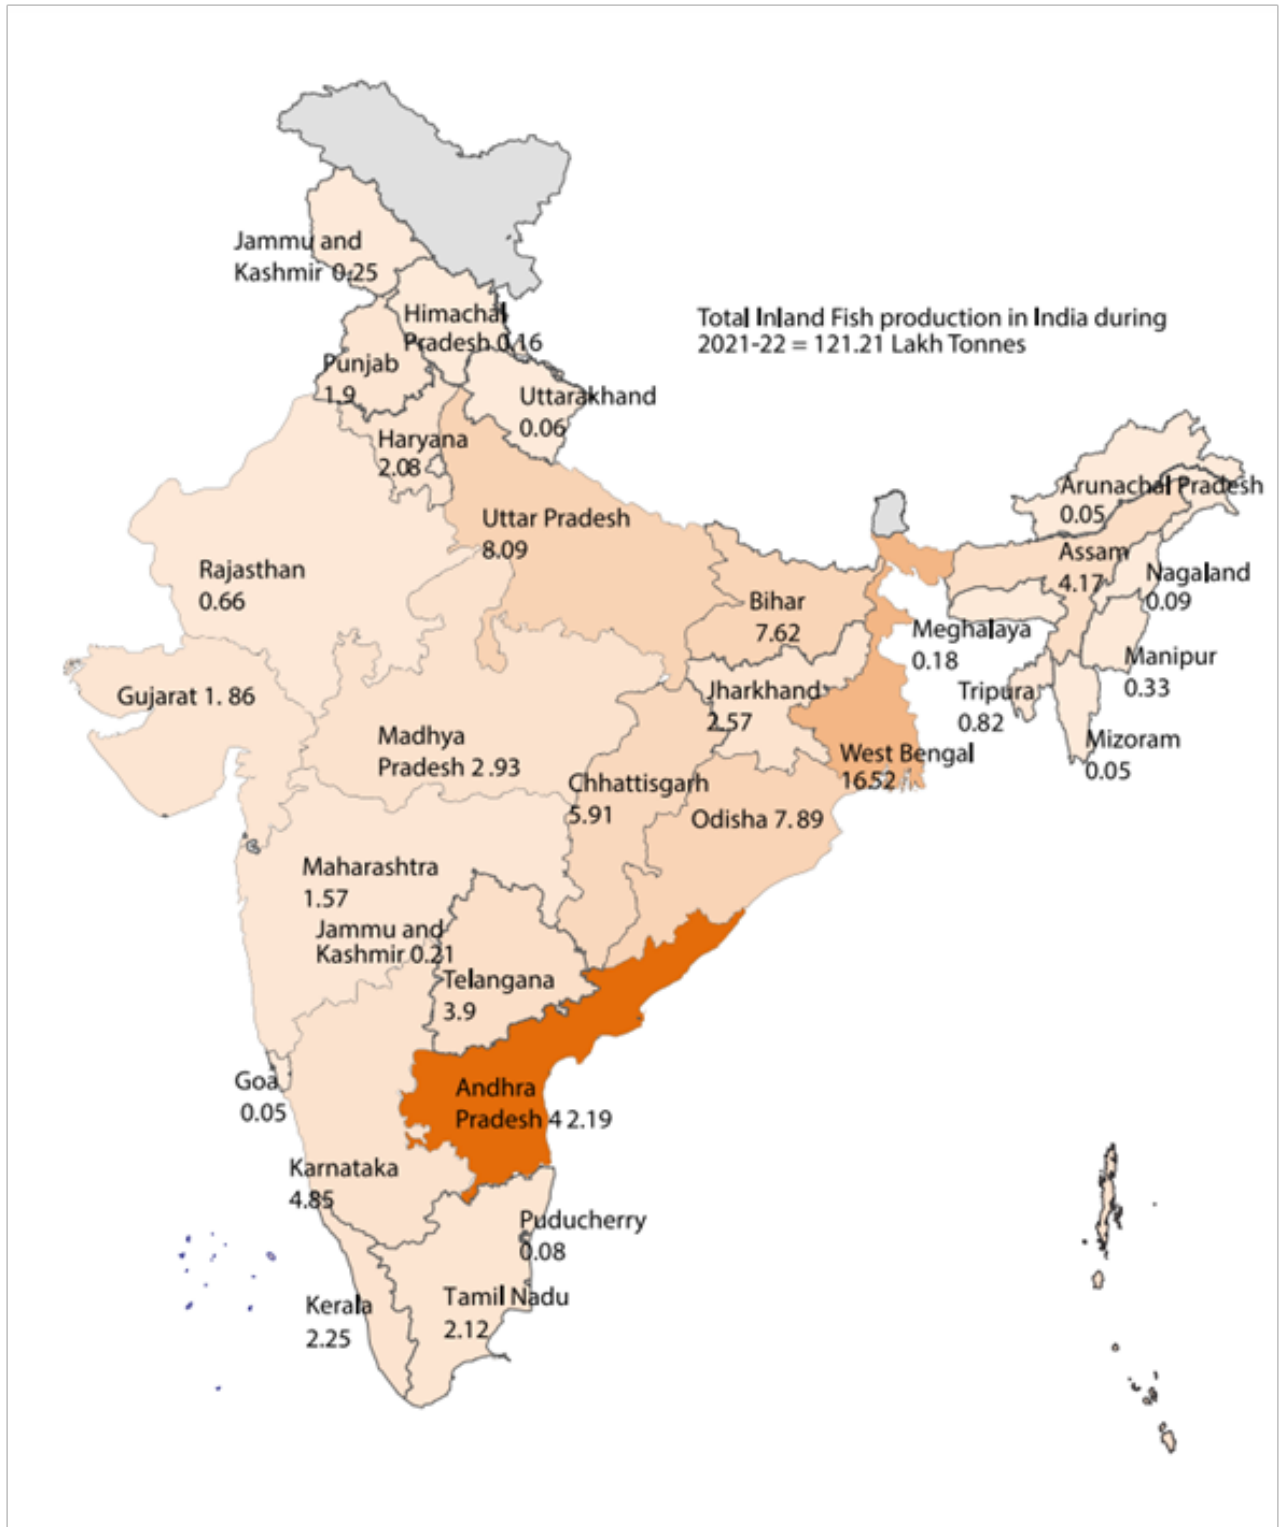 Jammu and
Kashmir 0.25
Himachal
Pradesh 0.16
Total Inland Fish production in India during
2021-22 = 121.21 Lakh Tonnes
Punjab
1.9
Uttarakhand
0.06
Haryana
2.08
Arunachal Pradesh
0.05
Uttar Pradesh
8.09
Assam
4.17
Nagaland
0.09
Rajasthan
0.66
Bihar
7.62
Meghalaya
0.18
Manipur
0.33
Gujarat 1. 86
Jharkhand
2.57
Tripura
0.82
Madhya
Pradesh 2.93
West Bengal
16.52
Mizoram
0.05
Chhattisgarh
5.91
Odisha 7. 89
Maharashtra
1.57
Jammu and
Kashmir 0.21
Telangana
3.9
Goa
0.05
Andhra
Pradesh 4 2.19
Karnataka
4.85
Puducherry
0.08
Kerala
2.25
Tamil Nadu
2.12